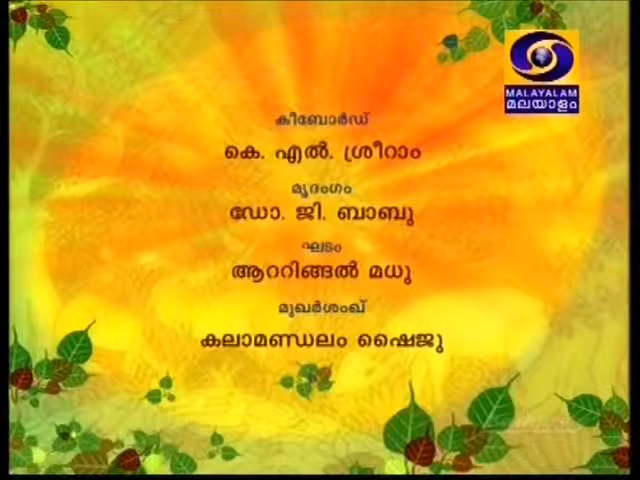 MALAYALAM
മലയാളം
കീബോർഡ്
കെ. എൽ. ശ്രീറാം
മൃദംഗം
ഡോ. ജി. ബാബു
ഘടം
ആററിങ്ങൽ മധു
മുഖർശംഖ്
കലാമണ്ഡലം ഷൈജു